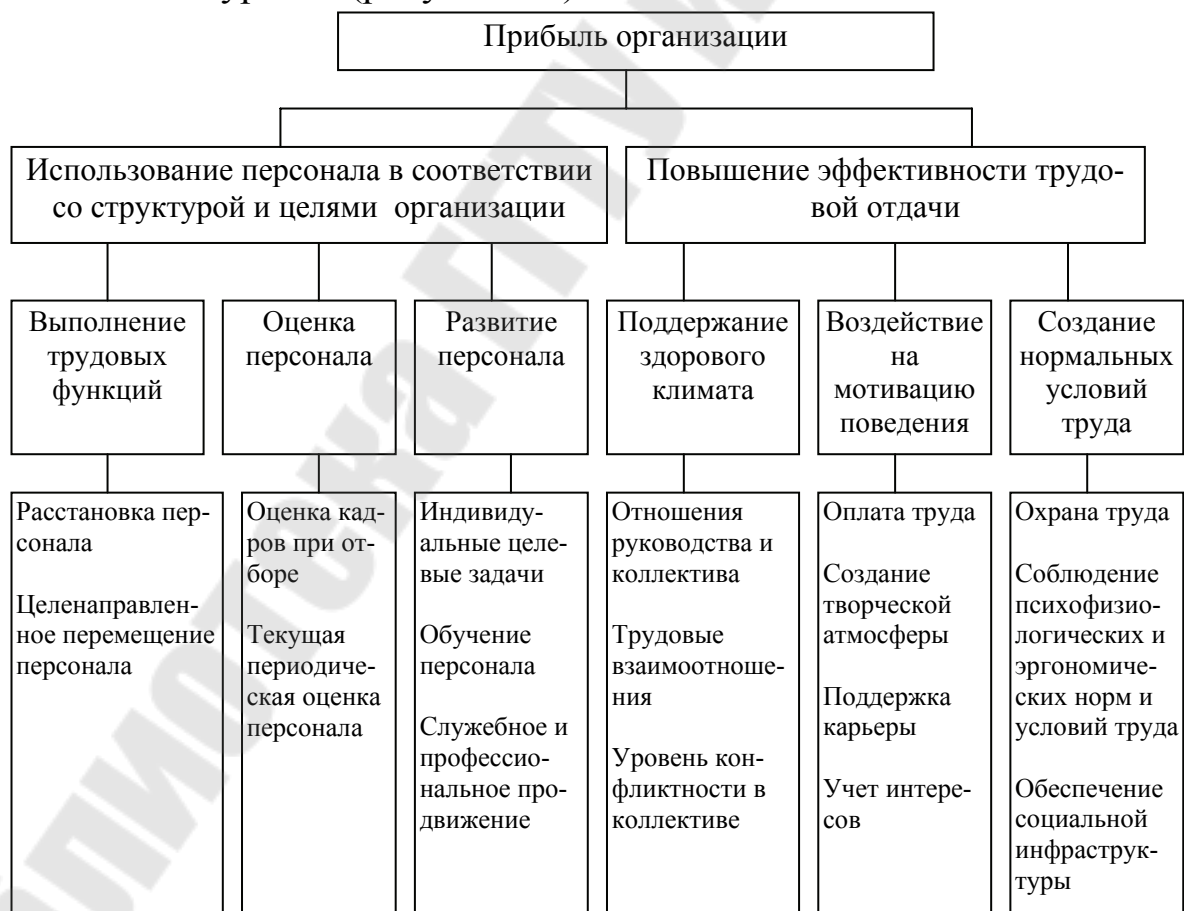 Прибыль организации
Использование персонала в соответствии
со структурой и целями организации
Повышение эффективности трудо-
вой отдачи
Выполнение
трудовых
функций
Оценка
персонала
Развитие
персонала
Поддержание
здорового
климата
Воздействие
на
мотивацию
поведения
Создание
нормальных
условий
труда
Расстановка пер-
сонала
Целенаправлен-
ное перемещение
персонала
Оценка кад-
ров при от-
боре
Текущая
периодиче-
ская оценка
персонала
Индивиду-
альные целе-
вые задачи
Обучение
персонала
Служебное и
профессио-
нальное про-
движение
Отношения
руководства и
коллектива
Трудовые
взаимоотноше-
ния
Уровень кон-
фликтности в
коллективе
Оплата труда
Создание
творческой
атмосферы
Поддержка
карьеры
Учет интере-
сов
Охрана труда
Соблюдение
психофизио-
логических и
эргономиче-
ских норм и
условий труда
Обеспечение
социальной
инфраструк-
туры